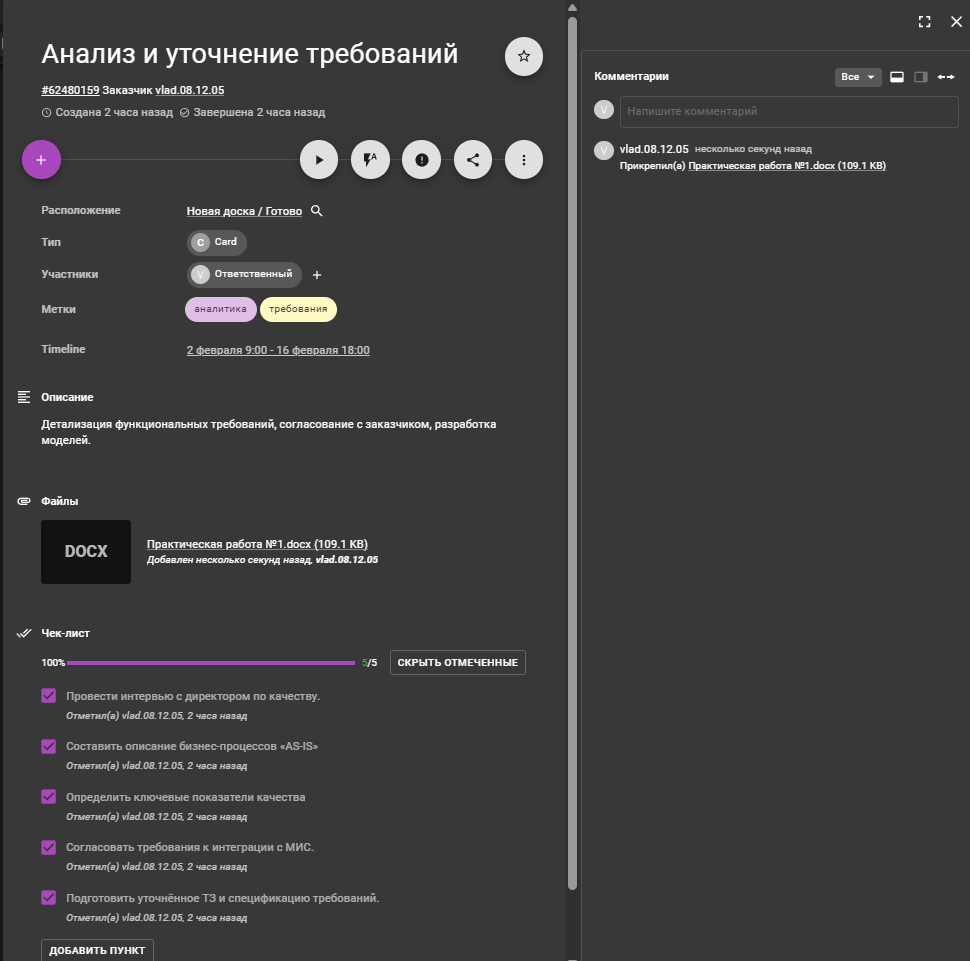 Анализ и уточнение требований
#62480159 Заказчик vlad.08.12.05
Создана 2 часа назад Завершена 2 часа назад
Расположение Новая доска / Готово
Тип C Card
Участники V Ответственный +
Метки аналитика требования
Timeline 2 февраля 9:00 - 16 февраля 18:00
Описание
Детализация функциональных требований, согласование с заказчиком, разработка
моделей.
Файлы
DOCX
Практическая работа №1.docx (109.1 KB)
Добавлен несколько секунд назад, vlad.08.12.05
Чек-лист
100% 5/5 СКРЫТЬ ОТМЕЧЕННЫЕ
Провести интервью с директором по качеству.
Отметил(а) vlad.08.12.05, 2 часа назад
Составить описание бизнес-процессов «AS-IS»
Отметил(а) vlad.08.12.05, 2 часа назад
Определить ключевые показатели качества
Отметил(а) vlad.08.12.05, 2 часа назад
Согласовать требования к интеграции с МИС.
Отметил(а) vlad.08.12.05, 2 часа назад
Подготовить уточнённое ТЗ и спецификацию требований.
Отметил(а) vlad.08.12.05, 2 часа назад
ДОБАВИТЬ ПУНКТ
Комментарии Все
V Напишите комментарий
V vlad.08.12.05 несколько секунд назад
Прикрепил(а) Практическая работа №1.docx (109.1 KB)